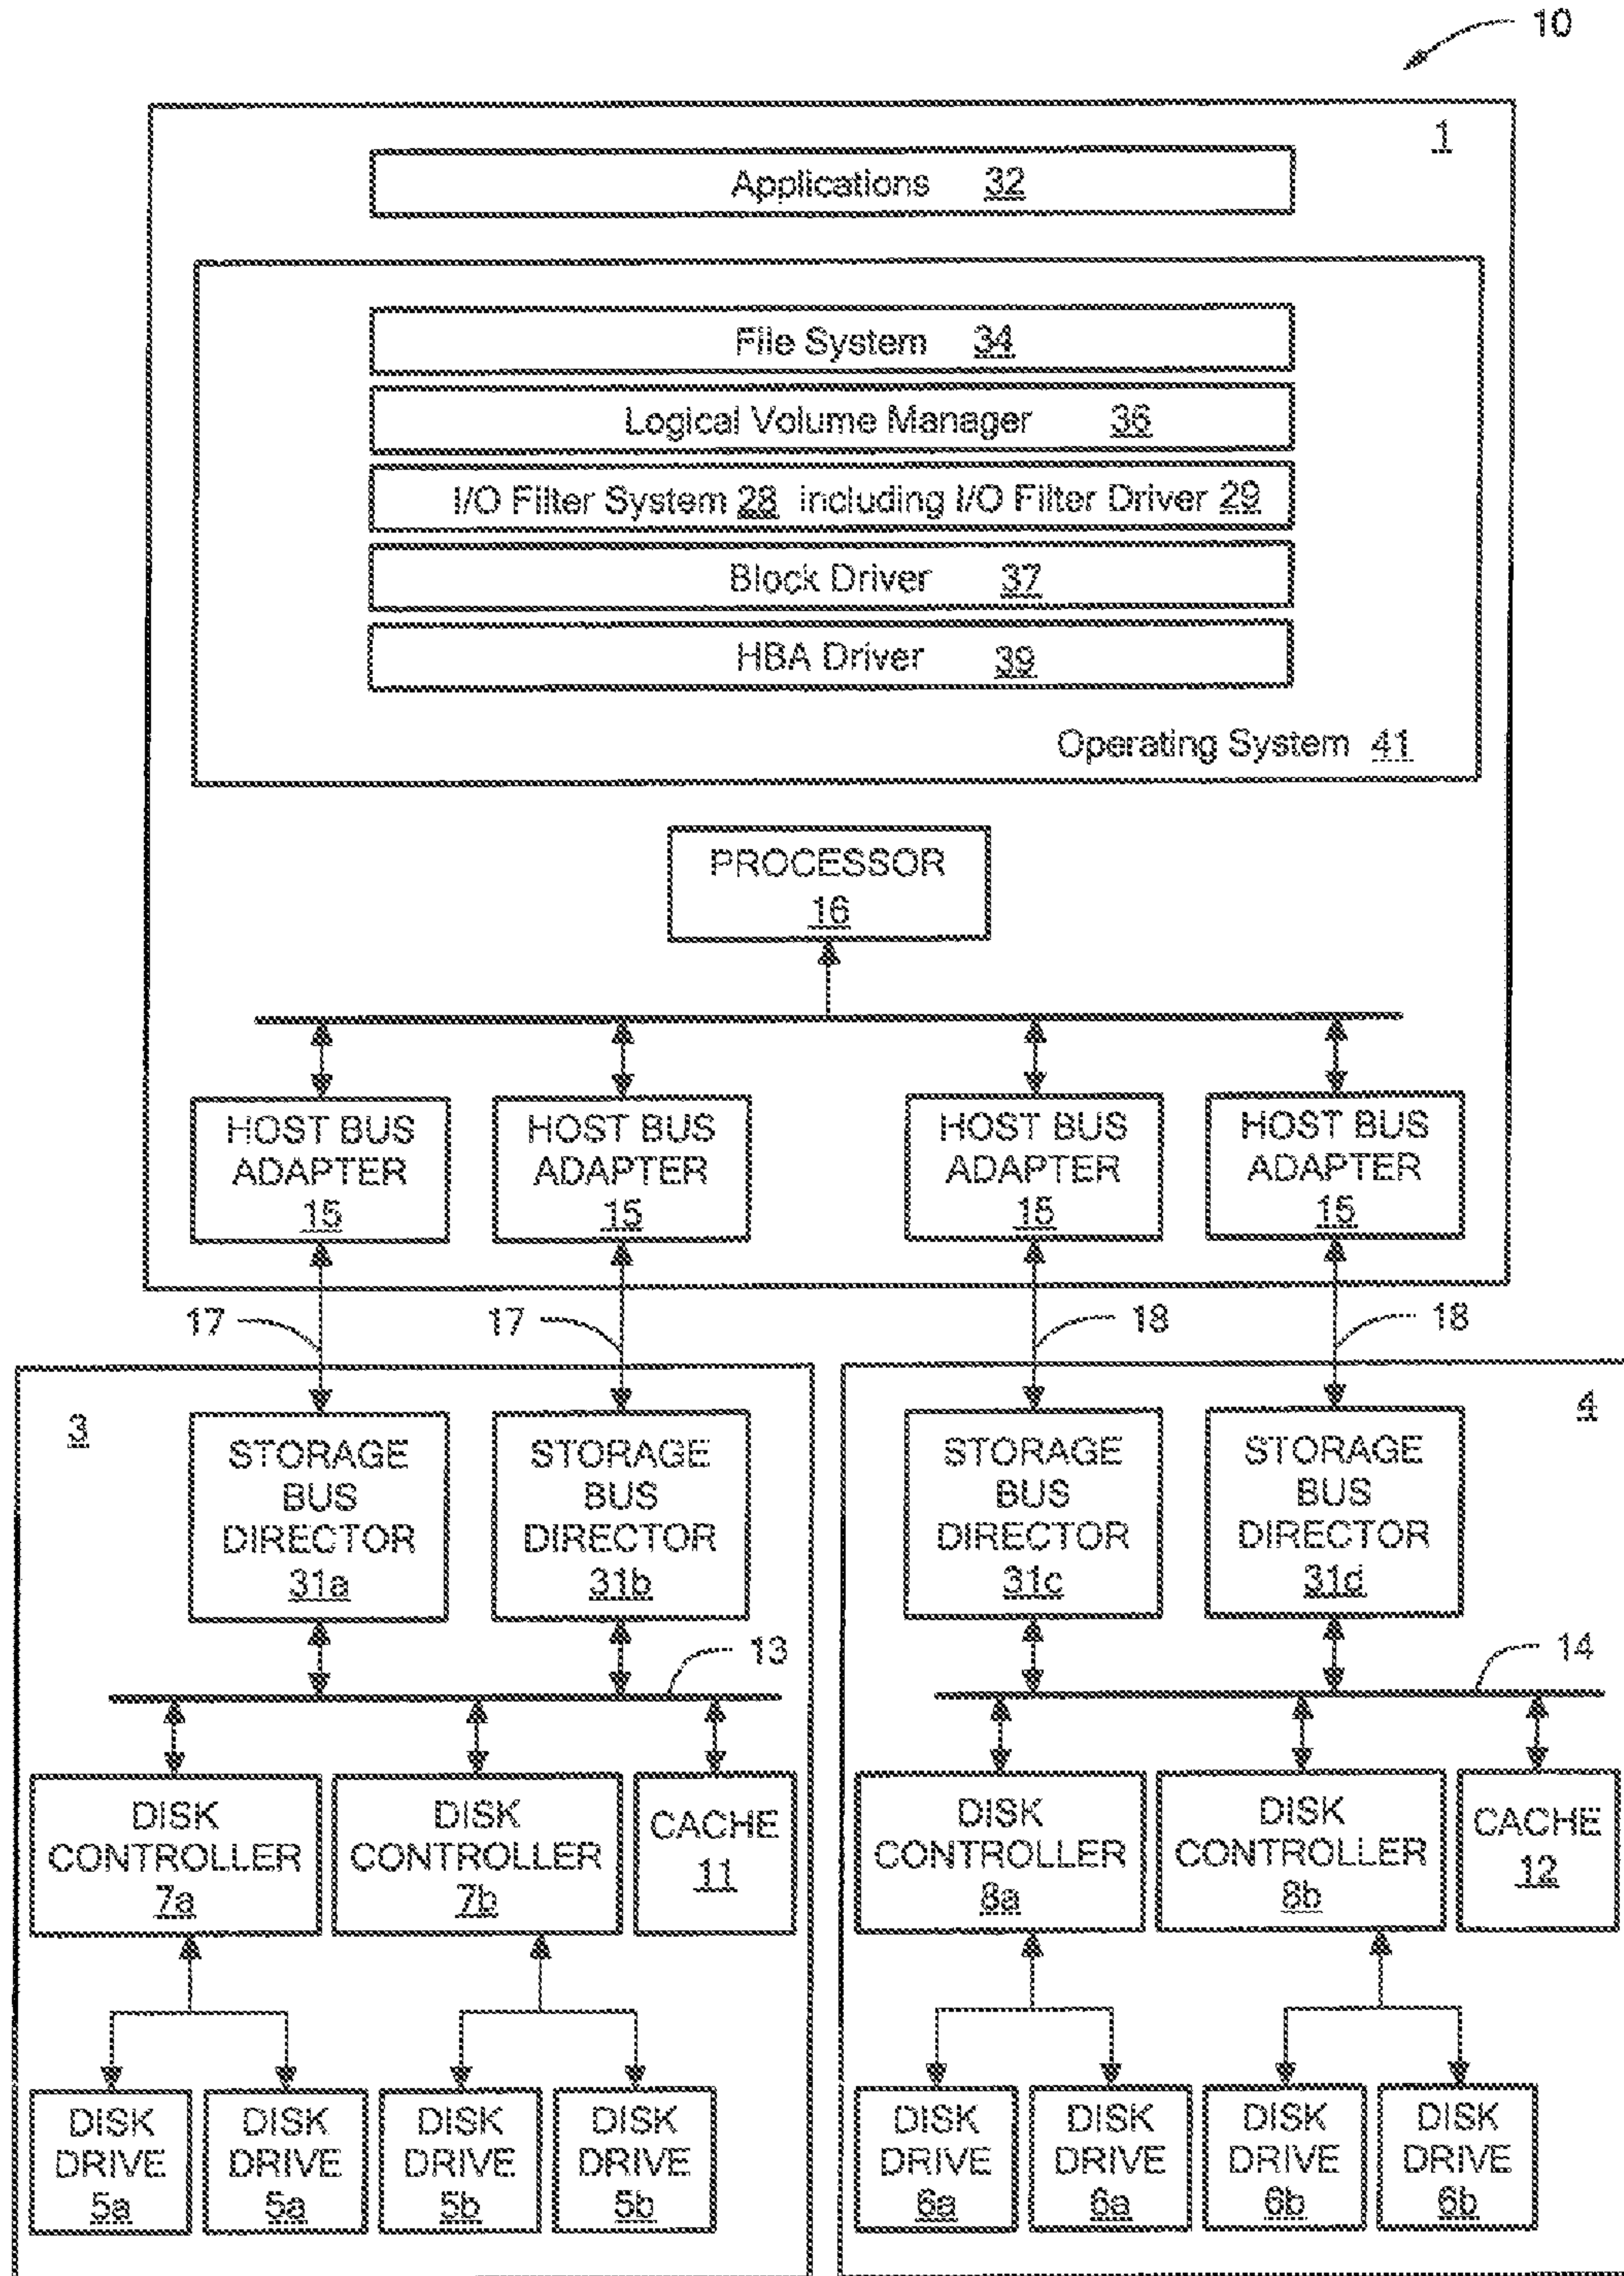 10
1
Applications 32
File System 34
Logical Volume Manager 36
I/O Filter System 28 including I/O Filter Driver 29
Block Driver 37
HBA Driver 39
Operating System 41
PROCESSOR
16
HOST BUS
ADAPTER
15
HOST BUS
ADAPTER
15
HOST BUS
ADAPTER
15
HOST BUS
ADAPTER
15
17
17
18
18
3
STORAGE
BUS
DIRECTOR
31a
STORAGE
BUS
DIRECTOR
31b
13
DISK
CONTROLLER
7a
DISK
CONTROLLER
7b
CACHE
11
DISK
DRIVE
5a
DISK
DRIVE
5a
DISK
DRIVE
5b
DISK
DRIVE
5b
4
STORAGE
BUS
DIRECTOR
31c
STORAGE
BUS
DIRECTOR
31d
14
DISK
CONTROLLER
8a
DISK
CONTROLLER
8b
CACHE
12
DISK
DRIVE
6a
DISK
DRIVE
6a
DISK
DRIVE
6b
DISK
DRIVE
6b